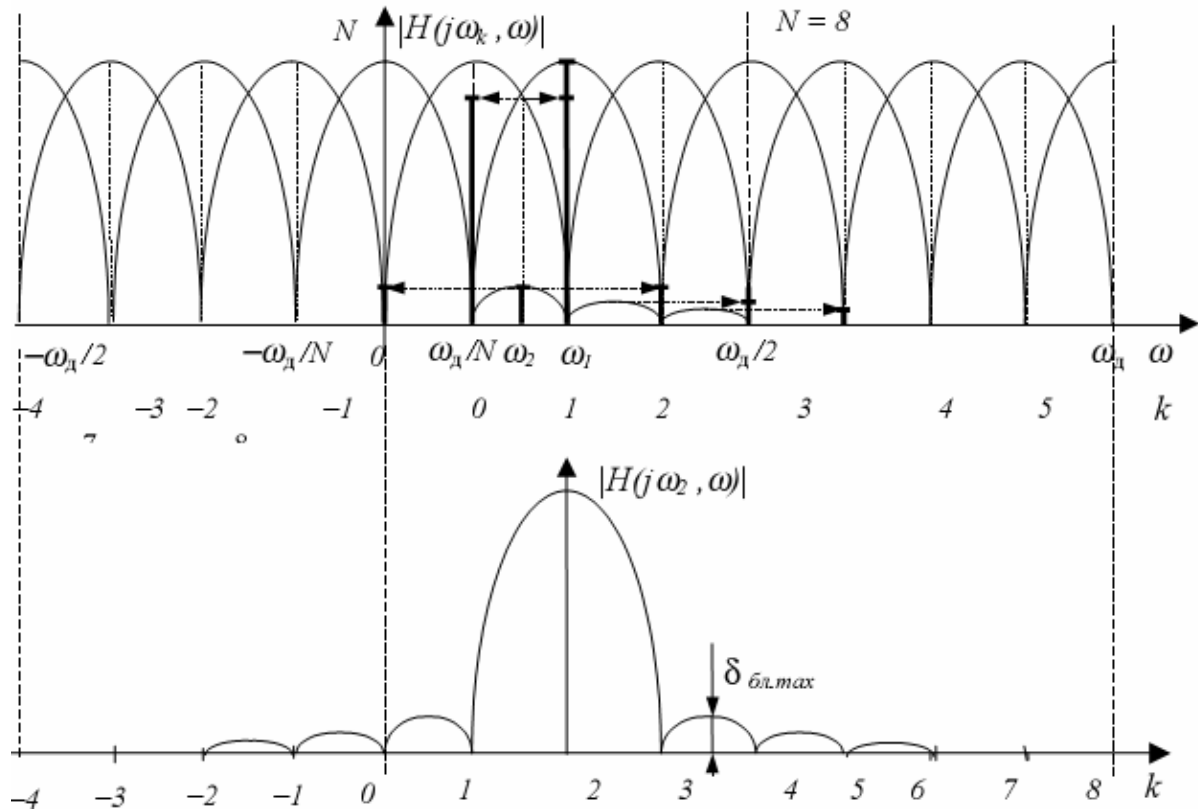 N |H(jω_k, ω)| N = 8
−ω_д/2 −ω_д/N 0 ω_д/N ω_2 ω_1 ω_д/2 ω_д ω
−4 −3 −2 −1 0 1 2 3 4 5 k
|H(jω_2, ω)|
δ бл.max
−4 −3 −2 −1 0 1 2 3 4 5 6 7 8 k